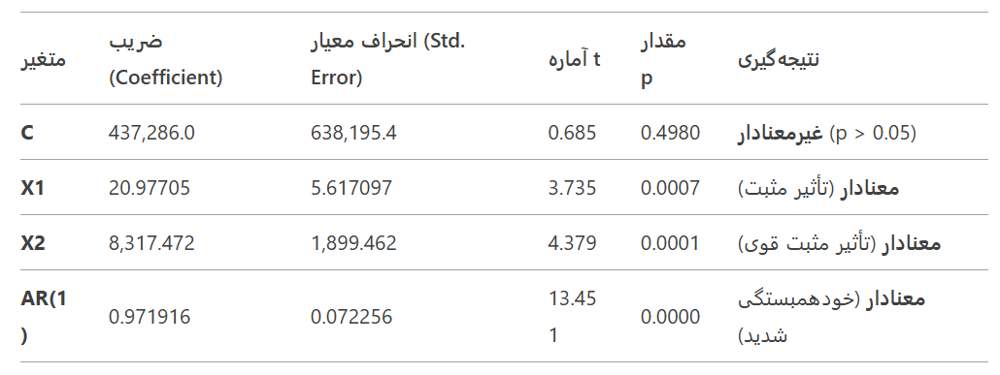 متغیر	ضریب (Coefficient)	انحراف معیار (Std. Error)	آماره t	مقدار p	نتیجه‌گیری
C	437,286.0	638,195.4	0.685	0.4980	غیرمعنادار (p > 0.05)
X1	20.97705	5.617097	3.735	0.0007	معنادار (تأثیر مثبت)
X2	8,317.472	1,899.462	4.379	0.0001	معنادار (تأثیر مثبت قوی)
AR(1)	0.971916	0.072256	13.451	0.0000	معنادار (خودهمبستگی شدید)